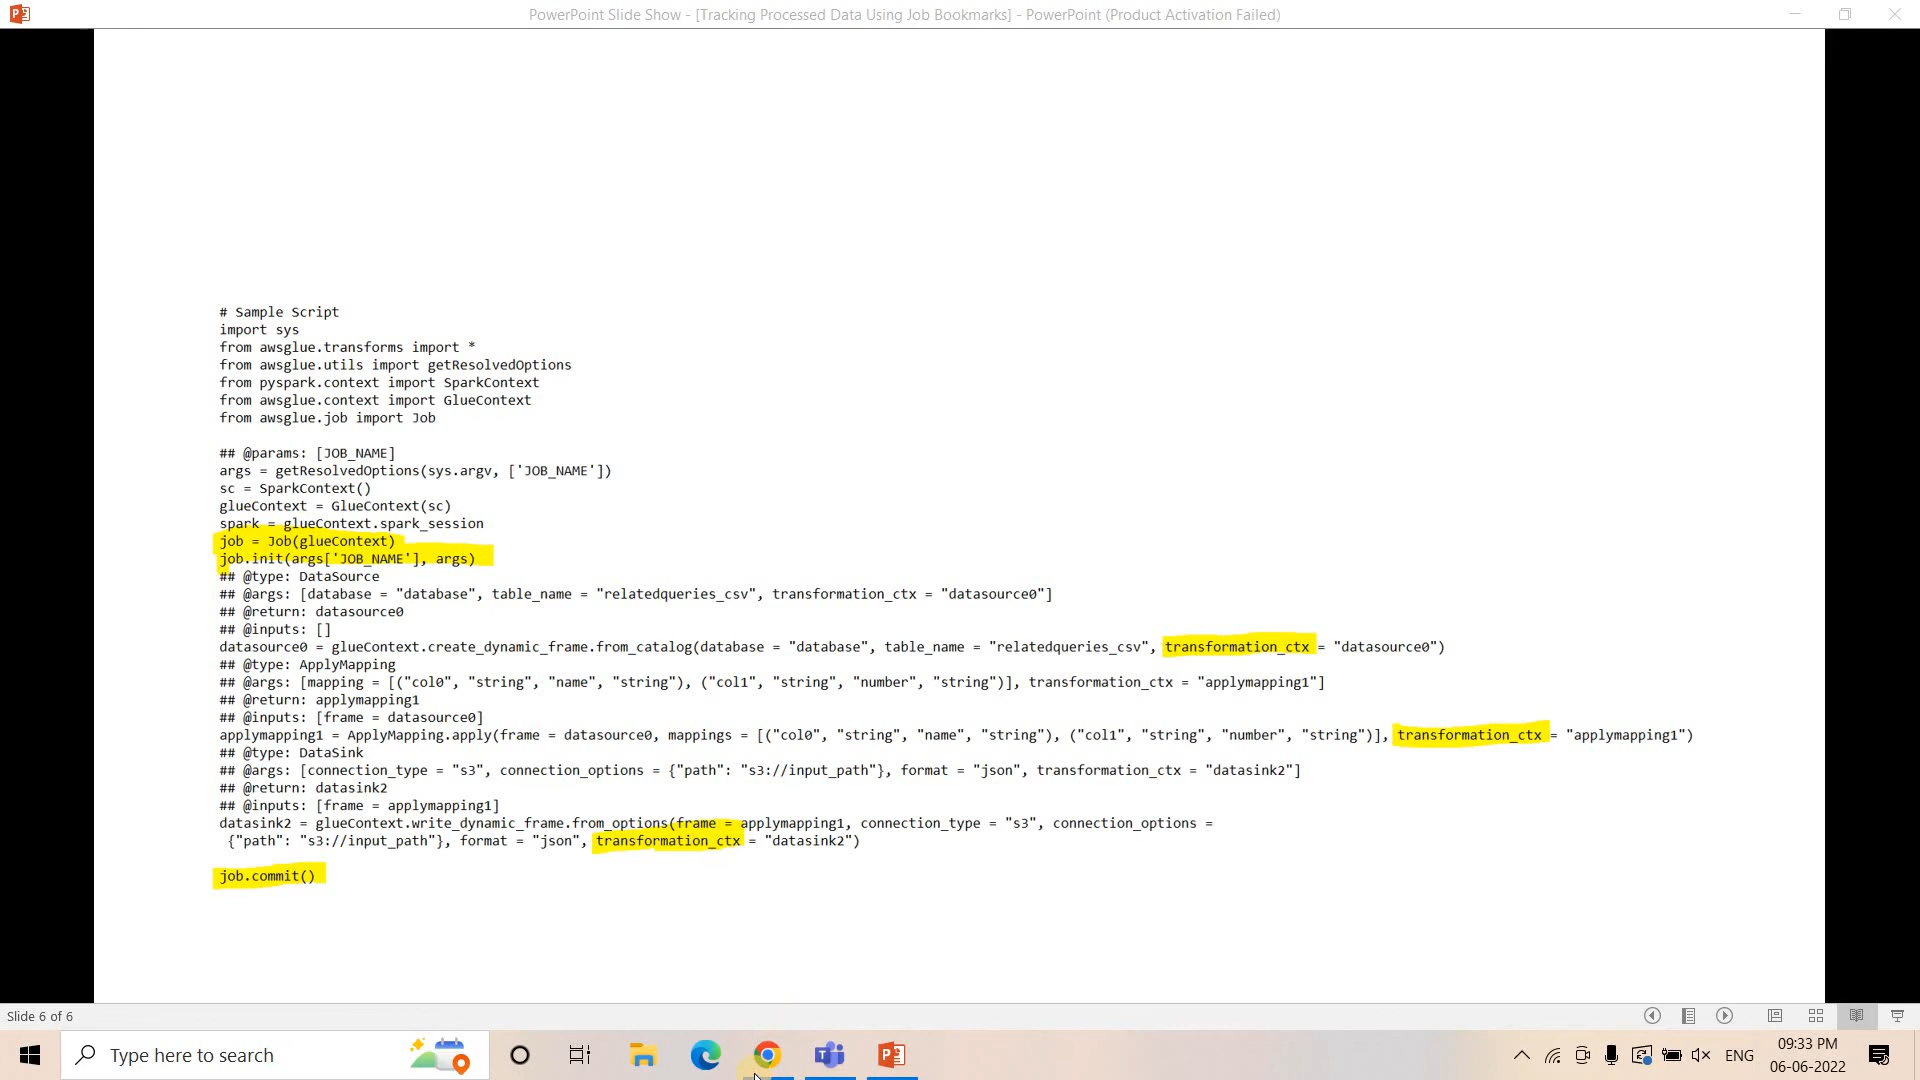 PowerPoint Slide Show - [Tracking Processed Data Using Job Bookmarks] - PowerPoint (Product Activation Failed)
# Sample Script
import sys
from awsglue.transforms import *
from awsglue.utils import getResolvedOptions
from pyspark.context import SparkContext
from awsglue.context import GlueContext
from awsglue.job import Job
## @params: [JOB_NAME]
args = getResolvedOptions(sys.argv, ['JOB_NAME'])
sc = SparkContext()
glueContext = GlueContext(sc)
spark = glueContext.spark_session
job = Job(glueContext)
job.init(args['JOB_NAME'], args)
## @type: DataSource
## @args: [database = "database", table_name = "relatedqueries_csv", transformation_ctx = "datasource0"]
## @return: datasource0
## @inputs: []
datasource0 = glueContext.create_dynamic_frame.from_catalog(database = "database", table_name = "relatedqueries_csv", transformation_ctx = "datasource0")
## @type: ApplyMapping
## @args: [mapping = [("col0", "string", "name", "string"), ("col1", "string", "number", "string")], transformation_ctx = "applymapping1"]
## @return: applymapping1
## @inputs: [frame = datasource0]
applymapping1 = ApplyMapping.apply(frame = datasource0, mappings = [("col0", "string", "name", "string"), ("col1", "string", "number", "string")], transformation_ctx = "applymapping1")
## @type: DataSink
## @args: [connection_type = "s3", connection_options = {"path": "s3://input_path"}, format = "json", transformation_ctx = "datasink2"]
## @return: datasink2
## @inputs: [frame = applymapping1]
datasink2 = glueContext.write_dynamic_frame.from_options(frame = applymapping1, connection_type = "s3", connection_options =
{"path": "s3://input_path"}, format = "json", transformation_ctx = "datasink2")
job.commit()
Slide 6 of 6
Type here to search
ENG
09:33 PM
06-06-2022